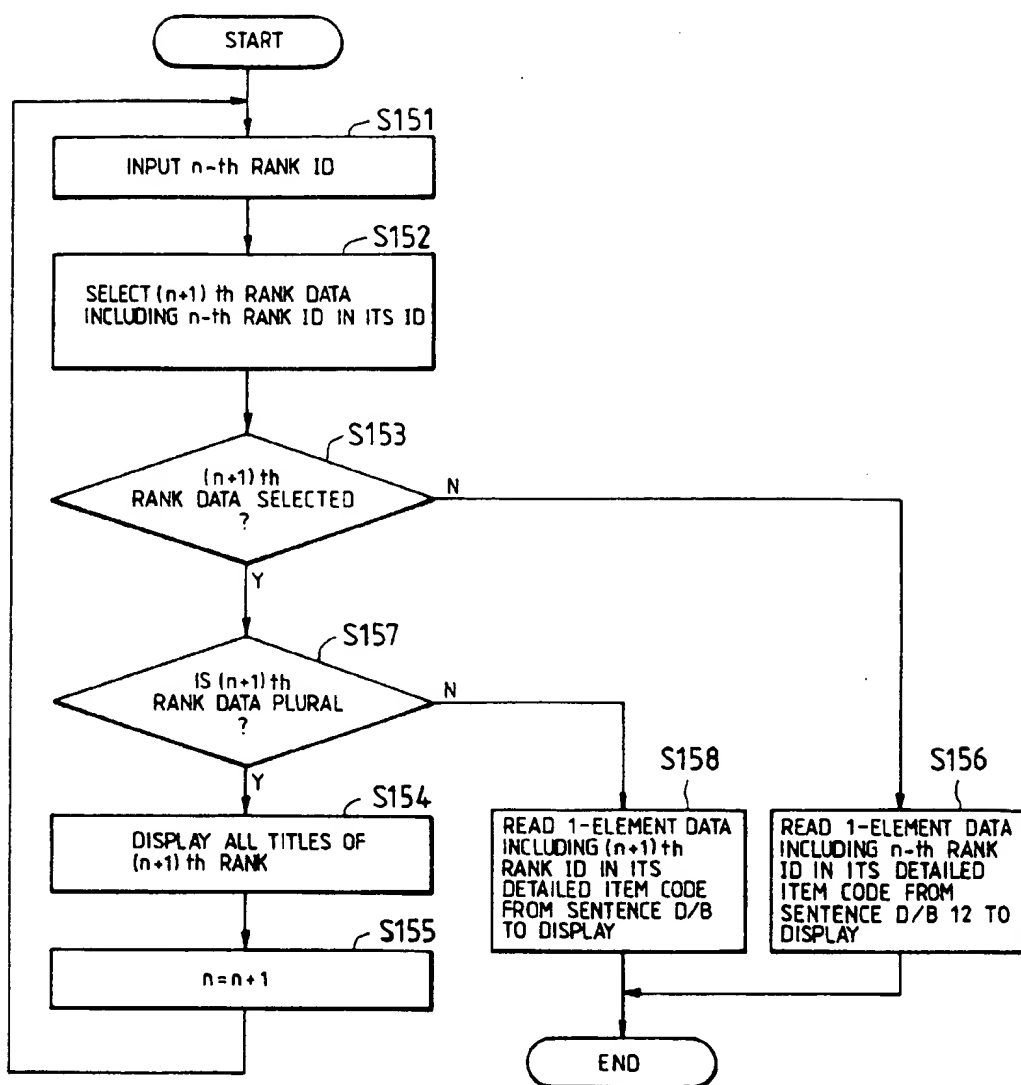 START
S151
INPUT n-th RANK ID
S152
SELECT (n+1) th RANK DATA
INCLUDING n-th RANK ID IN ITS ID
S153
(n+1) th
RANK DATA SELECTED
?
N
Y
S157
IS (n+1) th
RANK DATA PLURAL
?
N
Y
S154
DISPLAY ALL TITLES OF
(n+1) th RANK
S155
n=n+1
S158
READ 1-ELEMENT DATA
INCLUDING (n+1) th
RANK ID IN ITS
DETAILED ITEM CODE
FROM SENTENCE D/B
TO DISPLAY
S156
READ 1-ELEMENT DATA
INCLUDING n-th RANK
ID IN ITS DETAILED
ITEM CODE FROM
SENTENCE D/B 12 TO
DISPLAY
END